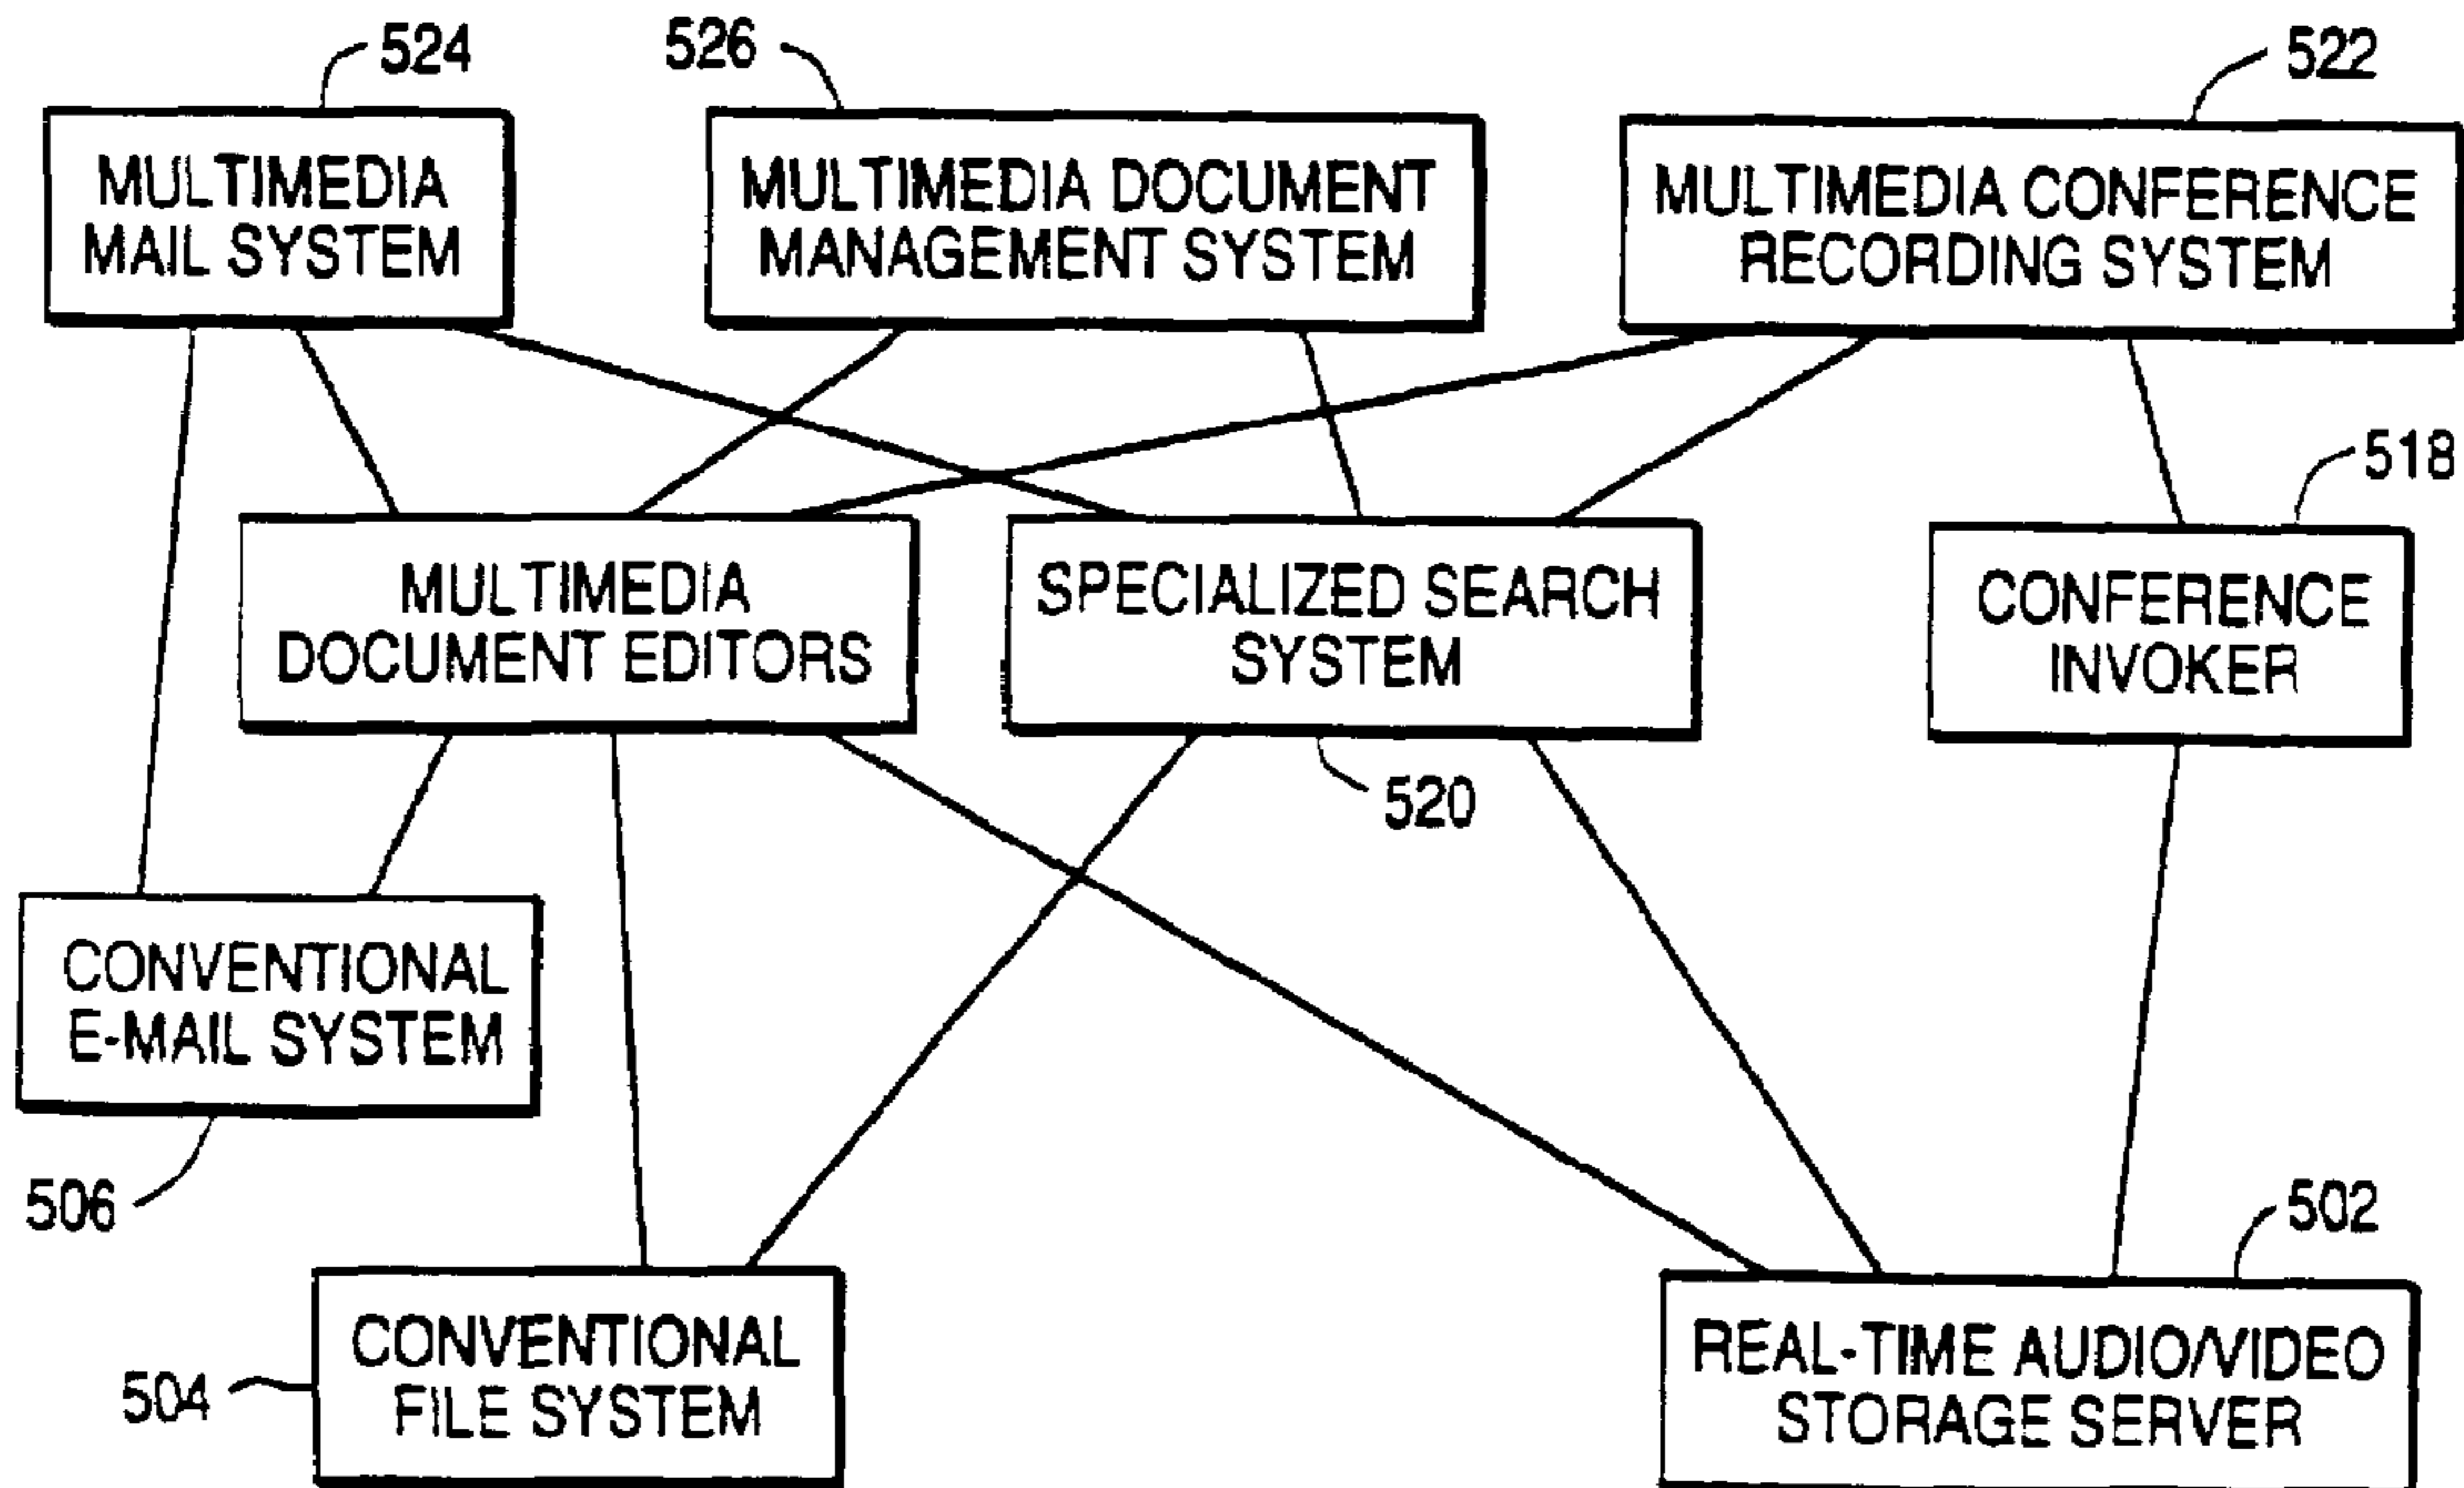 524
526
522
MULTIMEDIA
MAIL SYSTEM
MULTIMEDIA DOCUMENT
MANAGEMENT SYSTEM
MULTIMEDIA CONFERENCE
RECORDING SYSTEM
518
MULTIMEDIA
DOCUMENT EDITORS
SPECIALIZED SEARCH
SYSTEM
CONFERENCE
INVOKER
520
CONVENTIONAL
E-MAIL SYSTEM
506
502
504
CONVENTIONAL
FILE SYSTEM
REAL-TIME AUDIO/VIDEO
STORAGE SERVER